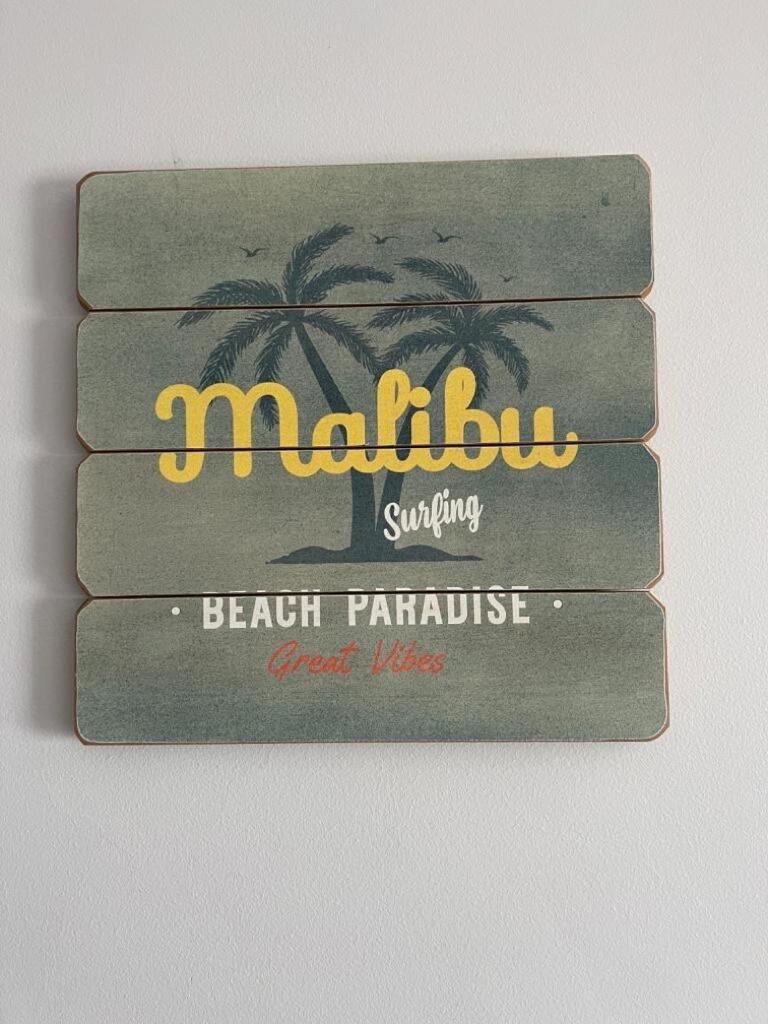 Malibu
Surfing
• BEACH PARADISE •
Great Vibes